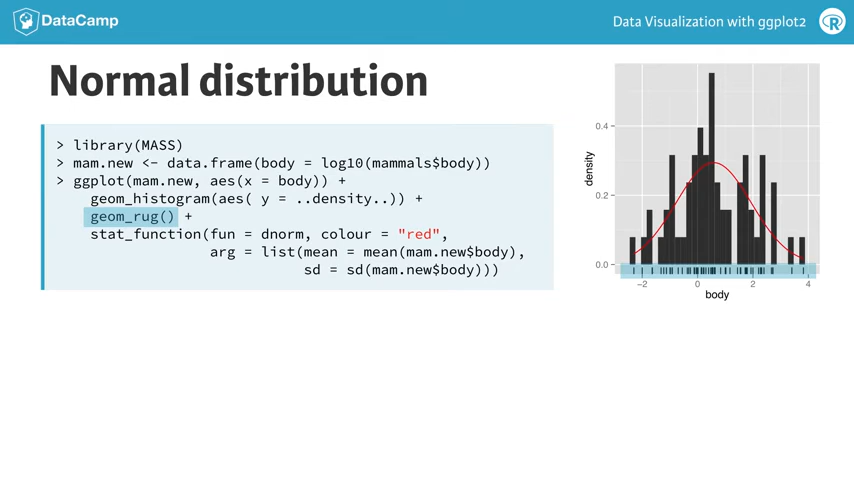 DataCamp
Data Visualization with ggplot2
R
Normal distribution
> library(MASS)
> mam.new <- data.frame(body = log10(mammals$body))
> ggplot(mam.new, aes(x = body)) +
geom_histogram(aes( y = ..density..)) +
geom_rug() +
stat_function(fun = dnorm, colour = "red",
arg = list(mean = mean(mam.new$body),
sd = sd(mam.new$body)))
0.4
density
0.2
0.0
−2 0 2 4
body